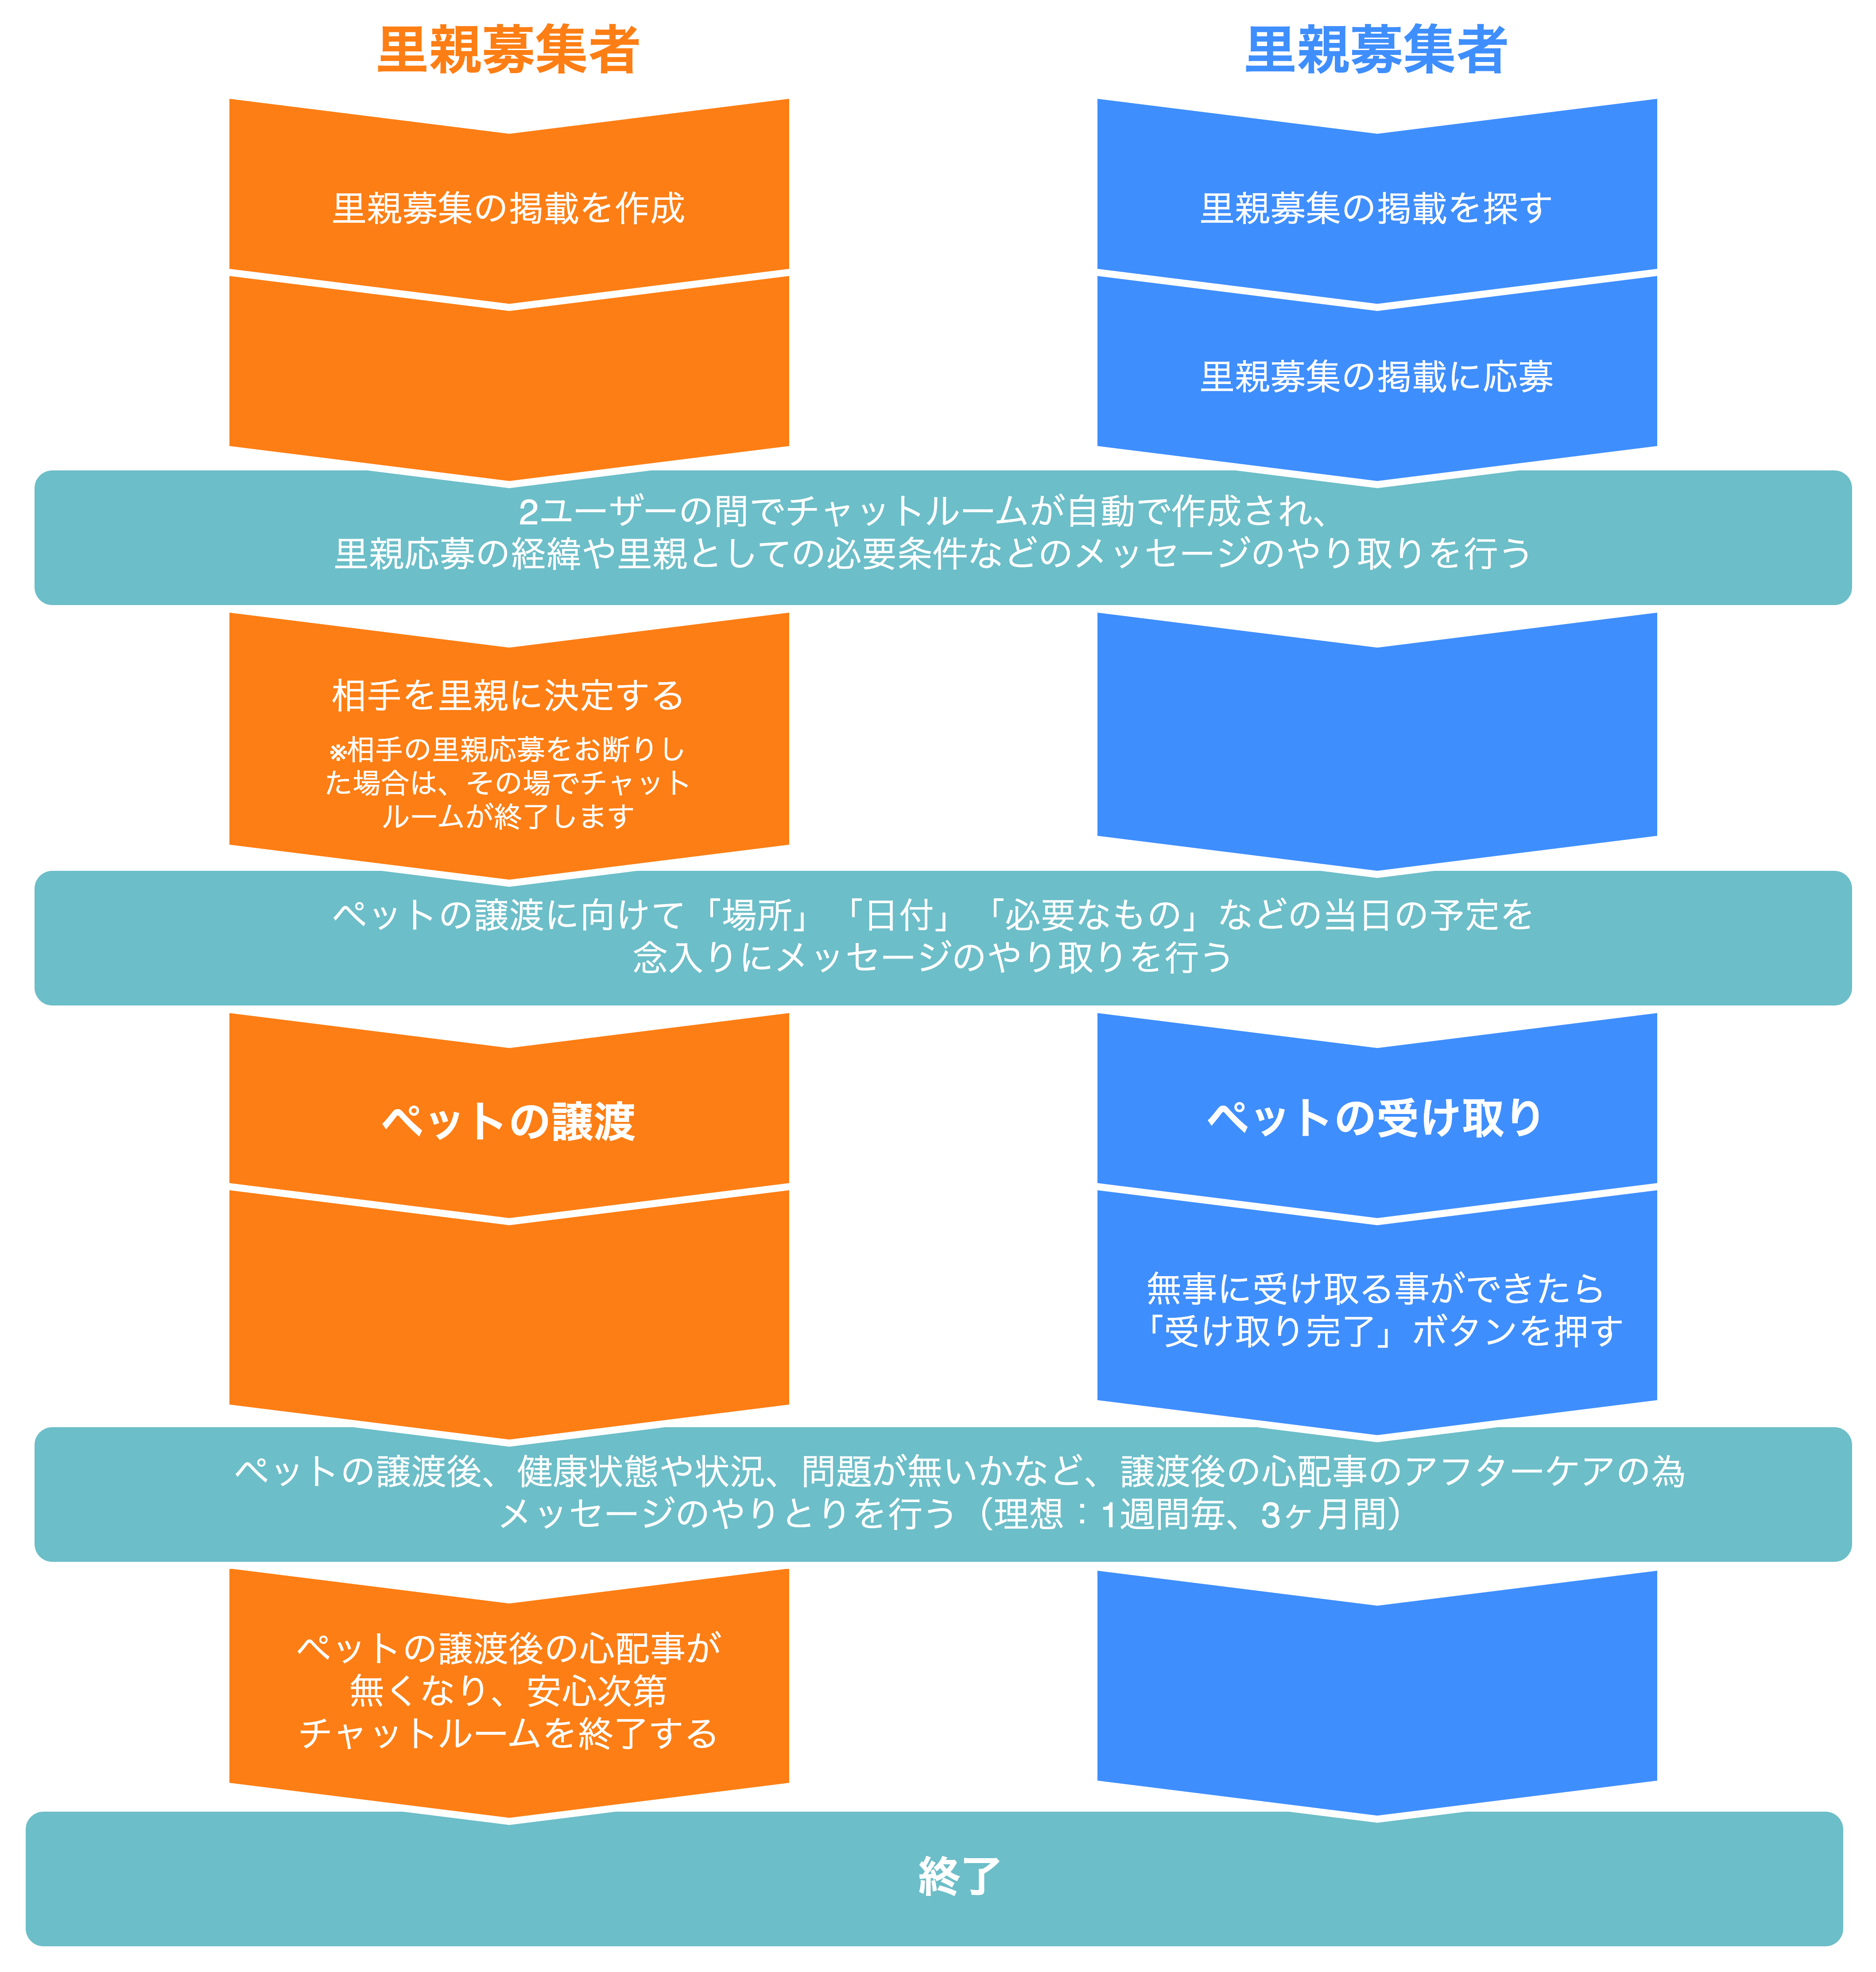 里親募集者
里親募集者
里親募集の掲載を作成
里親募集の掲載を探す
里親募集の掲載に応募
2ユーザーの間でチャットルームが自動で作成され、
里親応募の経緯や里親としての必要条件などのメッセージのやり取りを行う
相手を里親に決定する
※相手の里親応募をお断りし
た場合は、その場でチャット
ルームが終了します
ペットの譲渡に向けて「場所」「日付」「必要なもの」などの当日の予定を
念入りにメッセージのやり取りを行う
ペットの譲渡
ペットの受け取り
無事に受け取る事ができたら
「受け取り完了」ボタンを押す
ペットの譲渡後、健康状態や状況、問題が無いかなど、譲渡後の心配事のアフターケアの為
メッセージのやりとりを行う（理想：1週間毎、3ヶ月間）
ペットの譲渡後の心配事が
無くなり、安心次第
チャットルームを終了する
終了